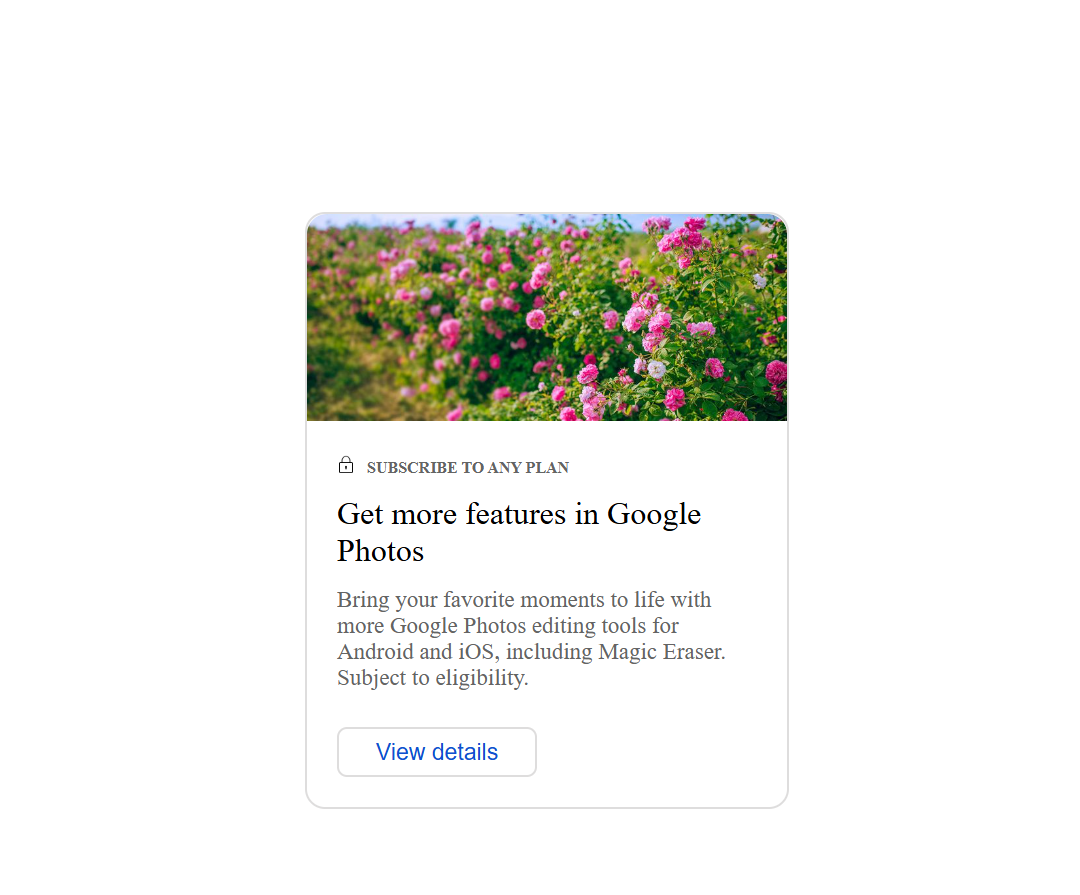 SUBSCRIBE TO ANY PLAN
Get more features in Google
Photos
Bring your favorite moments to life with
more Google Photos editing tools for
Android and iOS, including Magic Eraser.
Subject to eligibility.
View details